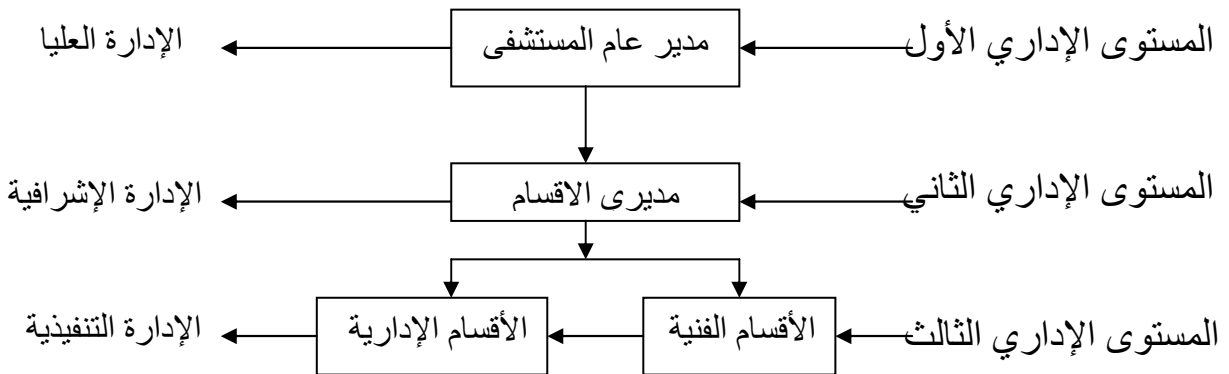 المستوى الإداري الأول
مدير عام المستشفى
الإدارة العليا
المستوى الإداري الثاني
مديرى الاقسام
الإدارة الإشرافية
المستوى الإداري الثالث
الأقسام الفنية
الأقسام الإدارية
الإدارة التنفيذية